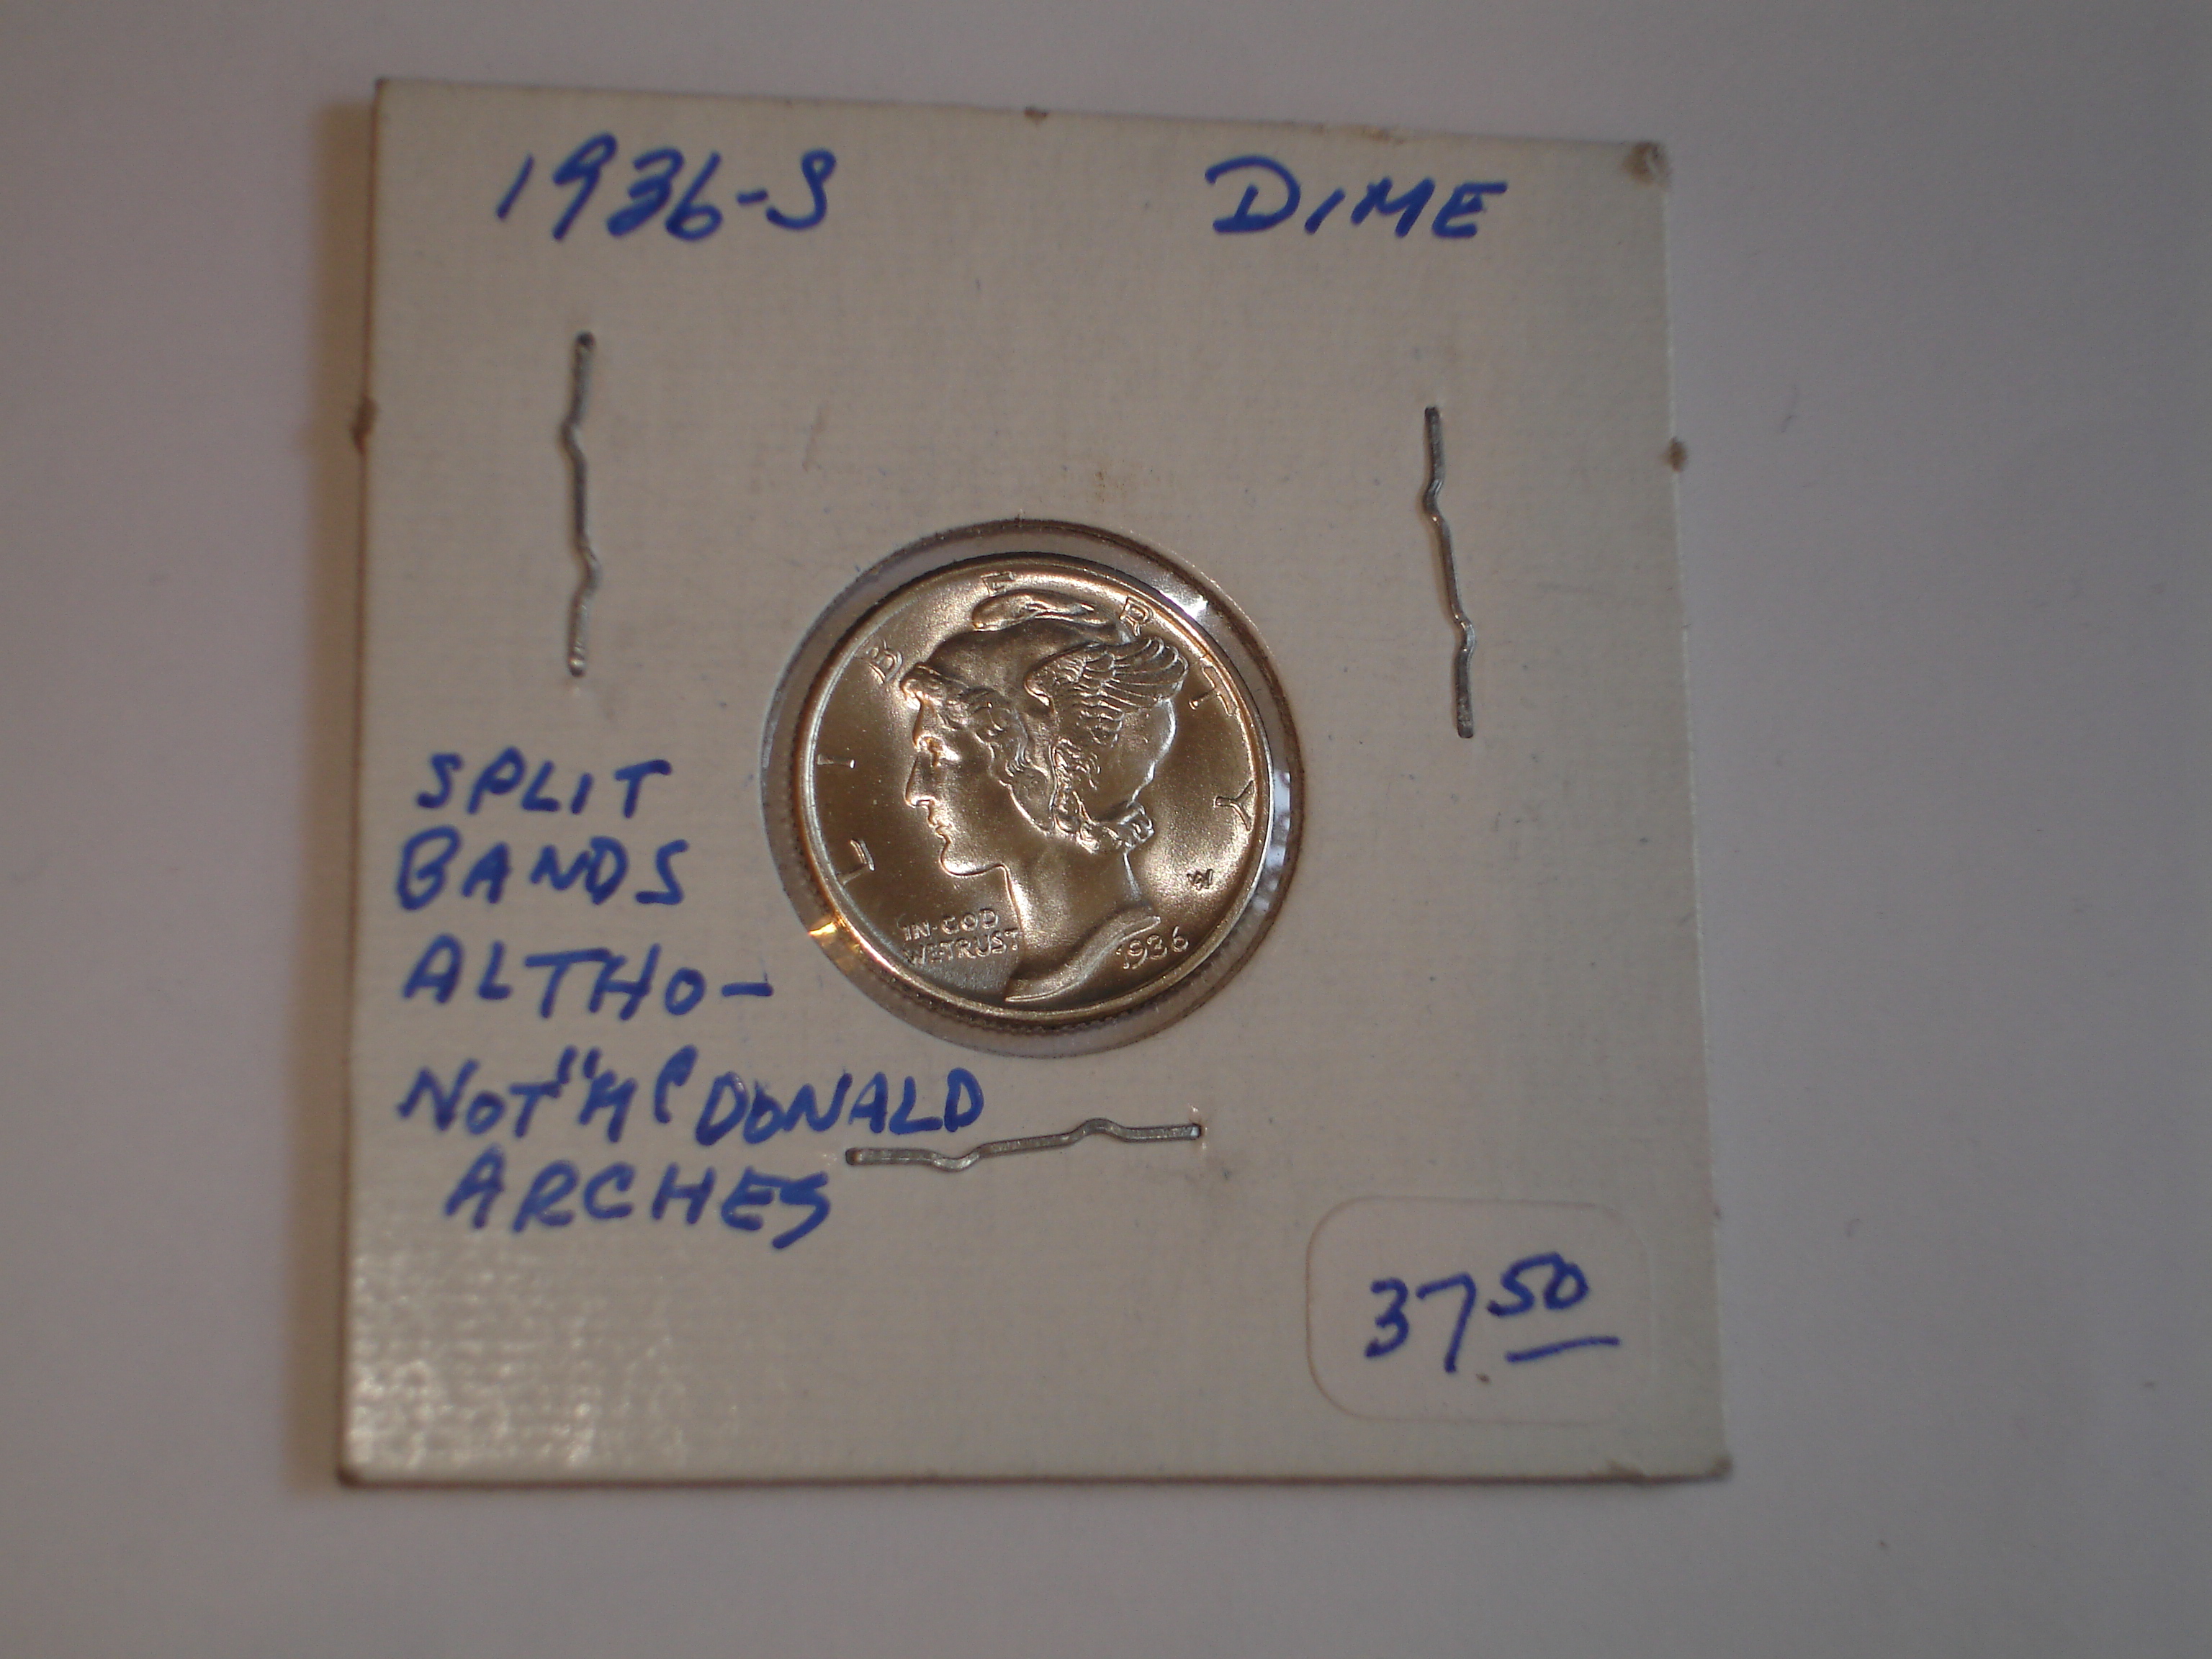 1936-S DIME
LIBERTY
W
IN·GOD
WE·TRUST
1936
SPLIT
BANDS
ALTHO-
NOT "McDONALD
ARCHES
37 50